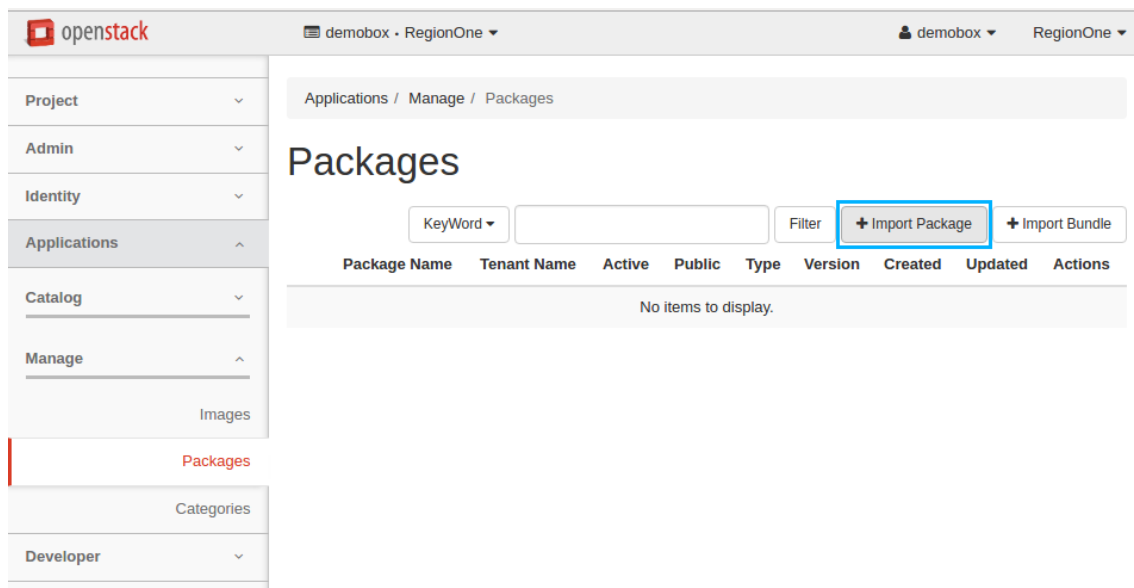 openstack
demobox • RegionOne
demobox
RegionOne
Project
Admin
Identity
Applications
Catalog
Manage
Images
Packages
Categories
Developer
Applications / Manage / Packages
Packages
KeyWord
Filter
+ Import Package
+ Import Bundle
Package Name Tenant Name Active Public Type Version Created Updated Actions
No items to display.